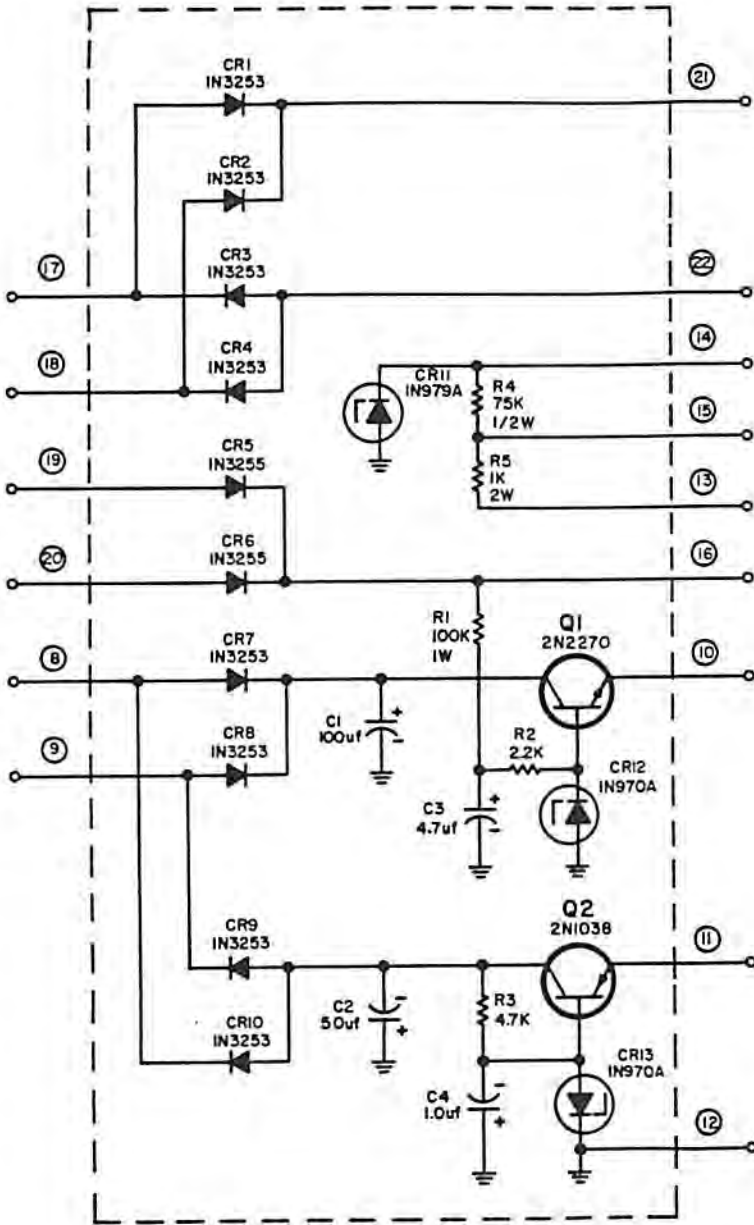 CR1
1N3253
21
CR2
1N3253
17
CR3
1N3253
22
18
CR4
1N3253
CR11
1N979A
14
R4
75K
1/2W
15
19
CR5
1N3255
R5
1K
2W
13
20
CR6
1N3255
16
R1
100K
1W
Q1
2N2270
8
CR7
1N3253
10
C1
100uf
+
-
9
CR8
1N3253
R2
2.2K
CR12
1N970A
C3
4.7uf
+
-
Q2
2N1038
CR9
1N3253
11
C2
50uf
-
+
R3
4.7K
CR10
1N3253
CR13
1N970A
C4
1.0uf
-
+
12